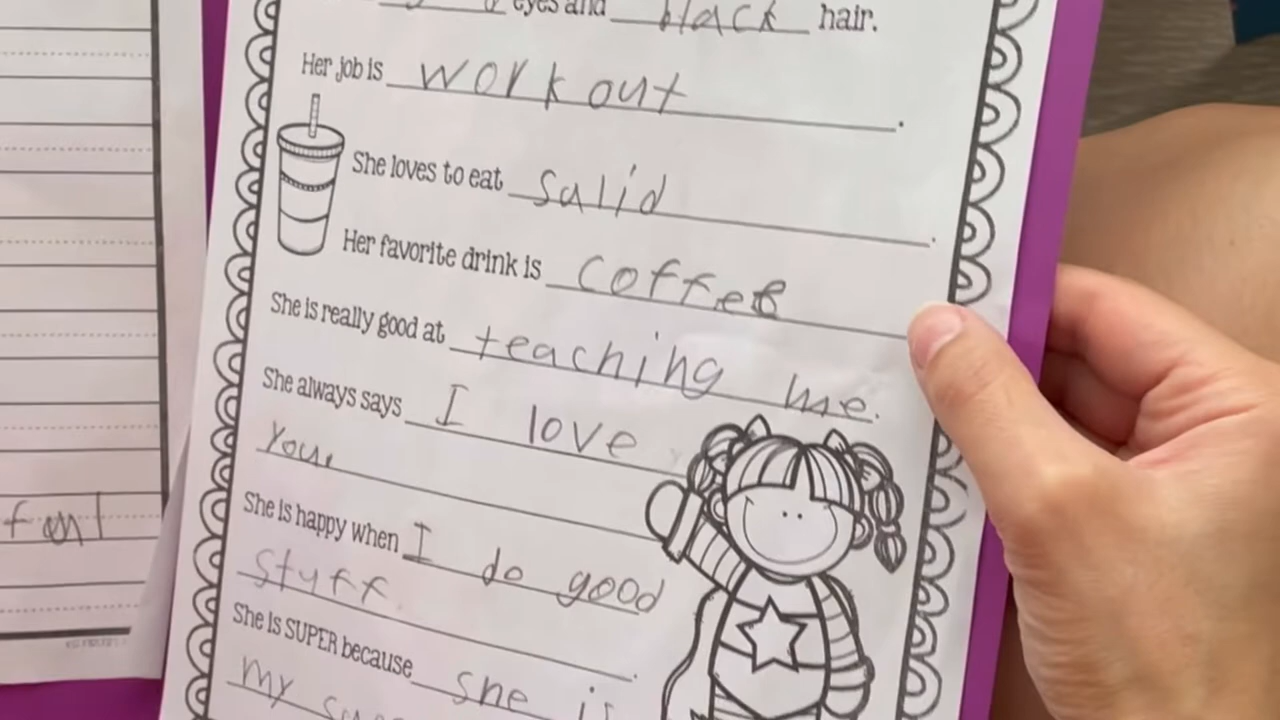 eyes and black hair.
Her job is work out.
She loves to eat salid.
Her favorite drink is coffee
She is really good at teaching me.
She always says I love
You,
She is happy when I do good
stuff.
She is SUPER because she is
my